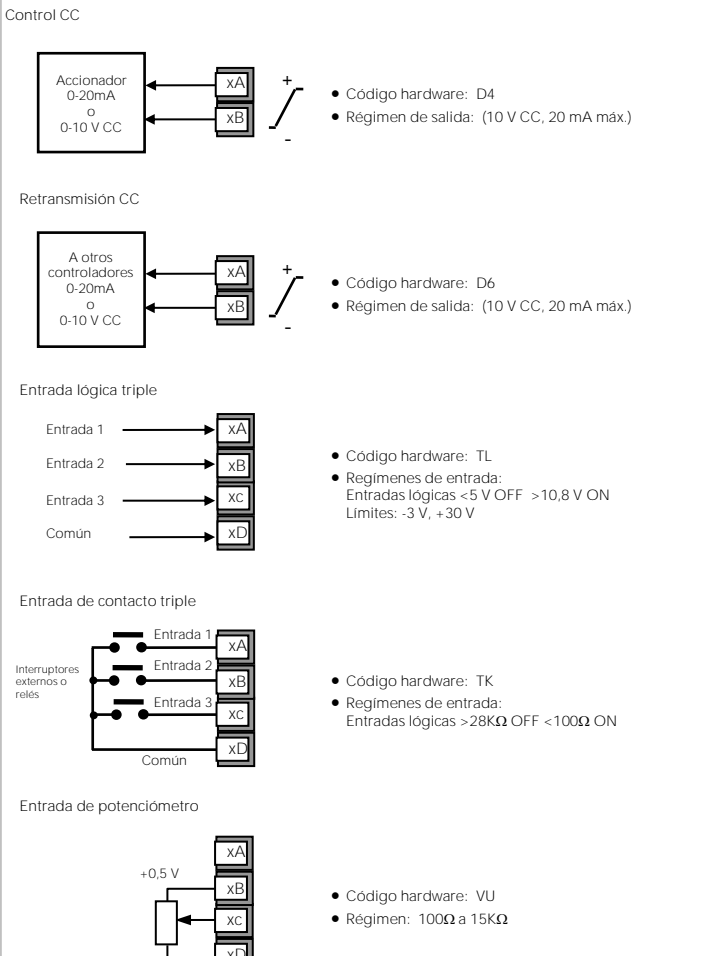 Control CC
Accionador
0-20mA
o
0-10 V CC
xA
xB
+
-
• Código hardware: D4
• Régimen de salida: (10 V CC, 20 mA máx.)
Retransmisión CC
A otros
controladores
0-20mA
o
0-10 V CC
xA
xB
+
-
• Código hardware: D6
• Régimen de salida: (10 V CC, 20 mA máx.)
Entrada lógica triple
Entrada 1
xA
Entrada 2
xB
Entrada 3
xc
Común
xD
• Código hardware: TL
• Regímenes de entrada:
Entradas lógicas <5 V OFF >10,8 V ON
Límites: -3 V, +30 V
Entrada de contacto triple
Interruptores
externos o
relés
Entrada 1
xA
Entrada 2
xB
Entrada 3
xc
Común
xD
• Código hardware: TK
• Regímenes de entrada:
Entradas lógicas >28KΩ OFF <100Ω ON
Entrada de potenciómetro
+0,5 V
xA
xB
xc
xD
• Código hardware: VU
• Régimen: 100Ω a 15KΩ